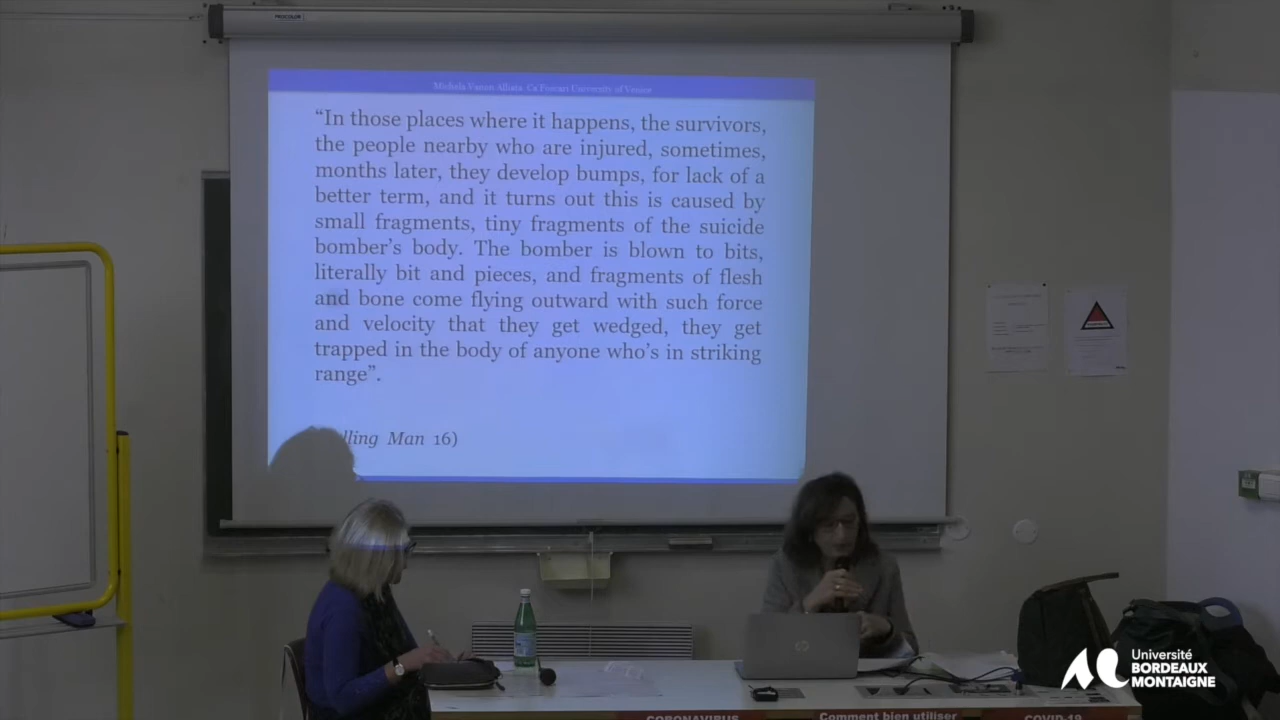 PROCOLOR
Michela Vanon Alliata Ca Foscari University of Venice
“In those places where it happens, the survivors,
the people nearby who are injured, sometimes,
months later, they develop bumps, for lack of a
better term, and it turns out this is caused by
small fragments, tiny fragments of the suicide
bomber’s body. The bomber is blown to bits,
literally bit and pieces, and fragments of flesh
and bone come flying outward with such force
and velocity that they get wedged, they get
trapped in the body of anyone who’s in striking
range”.
lling Man 16)
hp
Université
BORDEAUX
MONTAIGNE
CORONAVIRUS
Comment bien utiliser
COVID-19